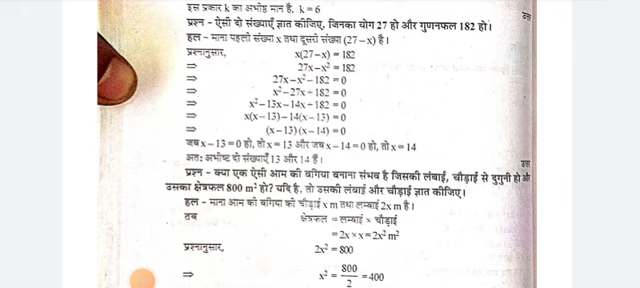 इस प्रकार k का अभीष्ट मान है, k = 6
प्रश्न – ऐसी दो संख्याएँ ज्ञात कीजिए, जिनका योग 27 हो और गुणनफल 182 हो।
हल – माना पहली संख्या x तथा दूसरी संख्या (27 – x) है।
प्रश्नानुसार, x(27 – x) = 182
⇒ 27x – x² = 182
⇒ 27x – x² – 182 = 0
⇒ x² – 27x + 182 = 0
⇒ x² – 13x – 14x + 182 = 0
⇒ x(x – 13) – 14(x – 13) = 0
⇒ (x – 13) (x – 14) = 0
जब x – 13 = 0 हो, तो x = 13 और जब x – 14 = 0 हो, तो x = 14
अतः अभीष्ट दो संख्याएँ 13 और 14 हैं।
प्रश्न – क्या एक ऐसी आम की बगिया बनाना संभव है जिसकी लंबाई, चौड़ाई से दुगुनी हो और
उसका क्षेत्रफल 800 m² हो? यदि है, तो उसकी लंबाई और चौड़ाई ज्ञात कीजिए।
हल – माना आम की बगिया की चौड़ाई x m तथा लम्बाई 2x m है।
तब क्षेत्रफल = लम्बाई × चौड़ाई
= 2x × x = 2x² m²
प्रश्नानुसार, 2x² = 800
⇒ x² = 800/2 = 400